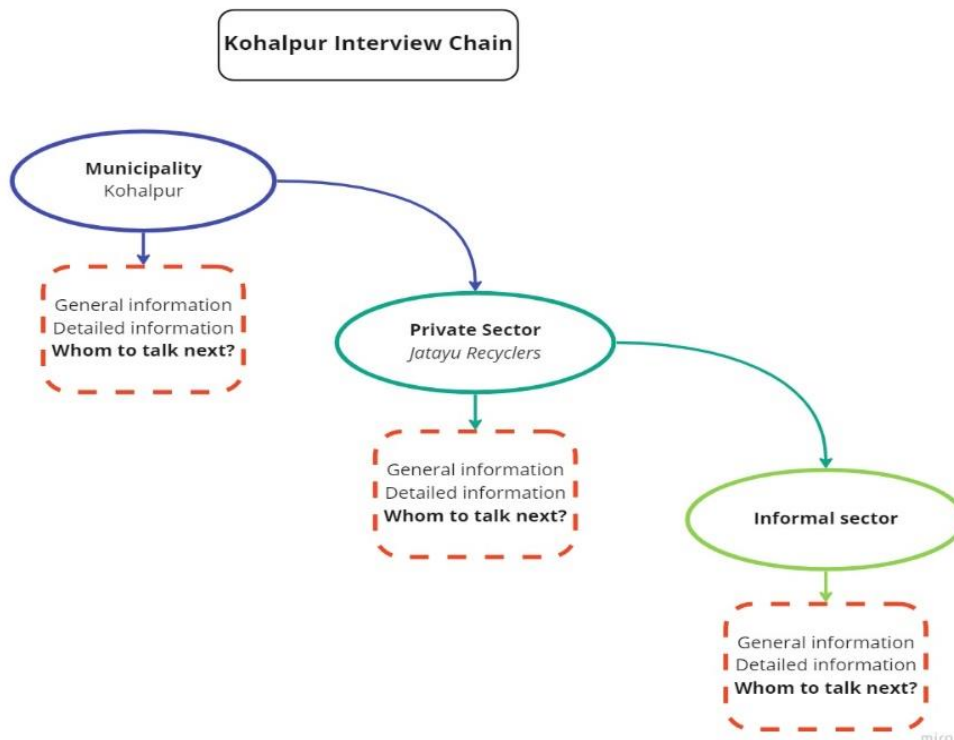 Kohalpur Interview Chain
Municipality
Kohalpur
General information
Detailed information
Whom to talk next?
Private Sector
Jatayu Recyclers
General information
Detailed information
Whom to talk next?
Informal sector
General information
Detailed information
Whom to talk next?